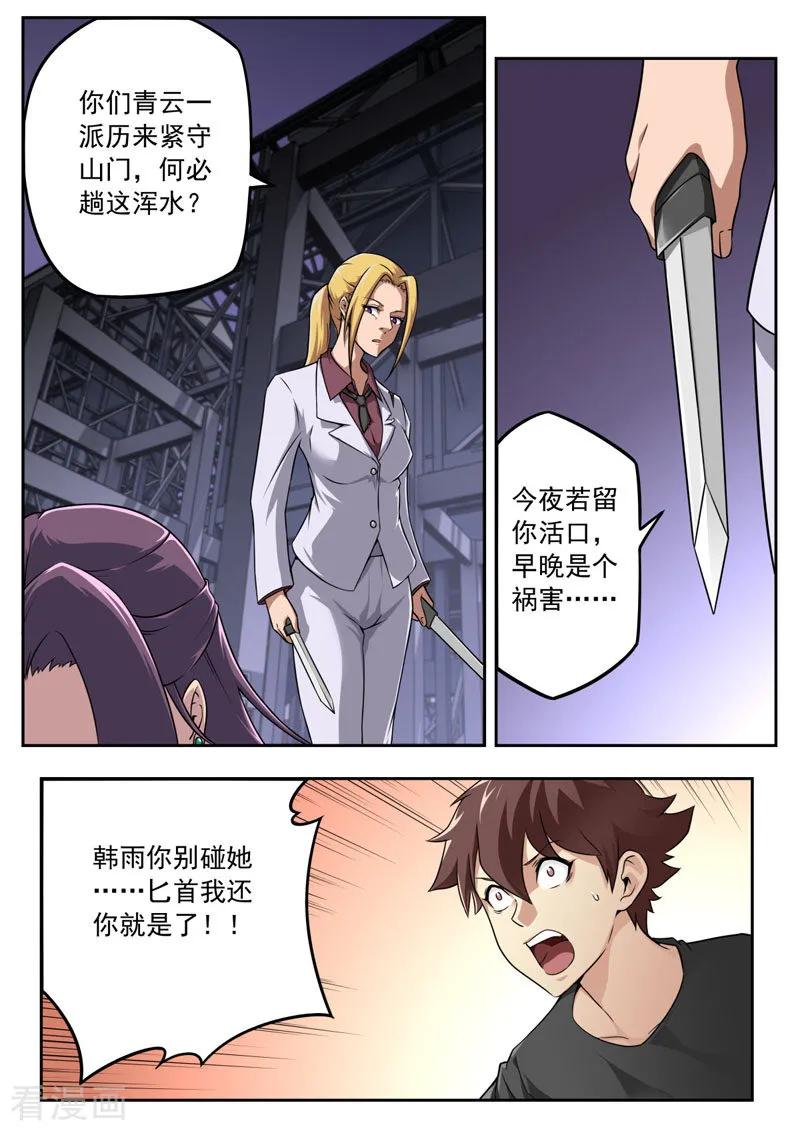 你们青云一
派历来紧守
山门，何必
趟这浑水？
今夜若留
你活口，
早晚是个
祸害……
韩雨你别碰她
……匕首我还
你就是了！！
看漫画